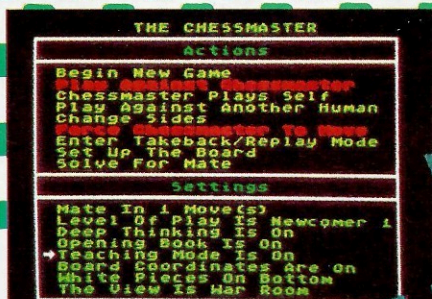 THE CHESSMASTER
Actions
Begin New Game
Play Against Chessmaster
Chessmaster Plays Self
Play Against Another Human
Change Sides
Force Chessmaster To Move
Enter Takeback/Replay Mode
Set Up The Board
Solve For Mate
Settings
Mate In 1 Move(s)
Level Of Play Is Newcomer 1
Deep Thinking Is On
Opening Book Is On
Teaching Mode Is On
Board Coordinates Are On
White Pieces On Bottom
The View Is War Room